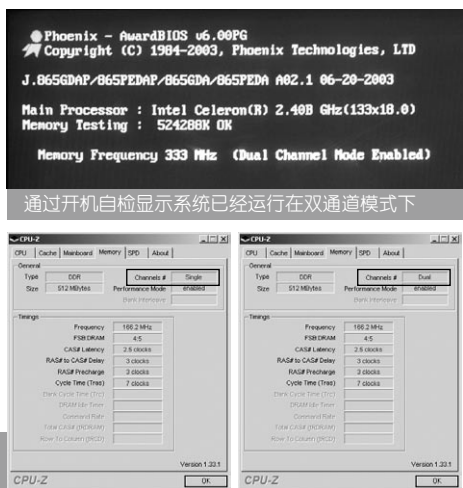 Phoenix - AwardBIOS v6.00PG
Copyright (C) 1984-2003, Phoenix Technologies, LTD
J.865GDAP/865PEDAP/865GDA/865PEDA A02.1 06-20-2003
Main Processor : Intel Celeron(R) 2.40B GHz(133x18.0)
Memory Testing : 524288K OK
Memory Frequency 333 MHz (Dual Channel Mode Enabled)
通过开机自检显示系统已经运行在双通道模式下
CPU-Z
CPU Cache Mainboard Memory SPD About
General
Type DDR Channels # Single
Size 512 MBytes Performance Mode enabled
Bank Interleave
Timings
Frequency 166.2 MHz
FSB:DRAM 4:5
CAS# Latency 2.5 clocks
RAS# to CAS# Delay 3 clocks
RAS# Precharge 3 clocks
Cycle Time (Tras) 7 clocks
Bank Cycle Time (Trc)
DRAM Idle Timer
Command Rate
Total CAS# (tRDRAM)
Row To Column (tRCD)
Version 1.20.1
CPU-Z
OK
CPU-Z
CPU Cache Mainboard Memory SPD About
General
Type DDR Channels # Dual
Size 512 MBytes Performance Mode enabled
Bank Interleave
Timings
Frequency 166.2 MHz
FSB:DRAM 4:5
CAS# Latency 2.5 clocks
RAS# to CAS# Delay 3 clocks
RAS# Precharge 3 clocks
Cycle Time (Tras) 7 clocks
Bank Cycle Time (Trc)
DRAM Idle Timer
Command Rate
Total CAS# (tRDRAM)
Row To Column (tRCD)
Version 1.20.1
CPU-Z
OK